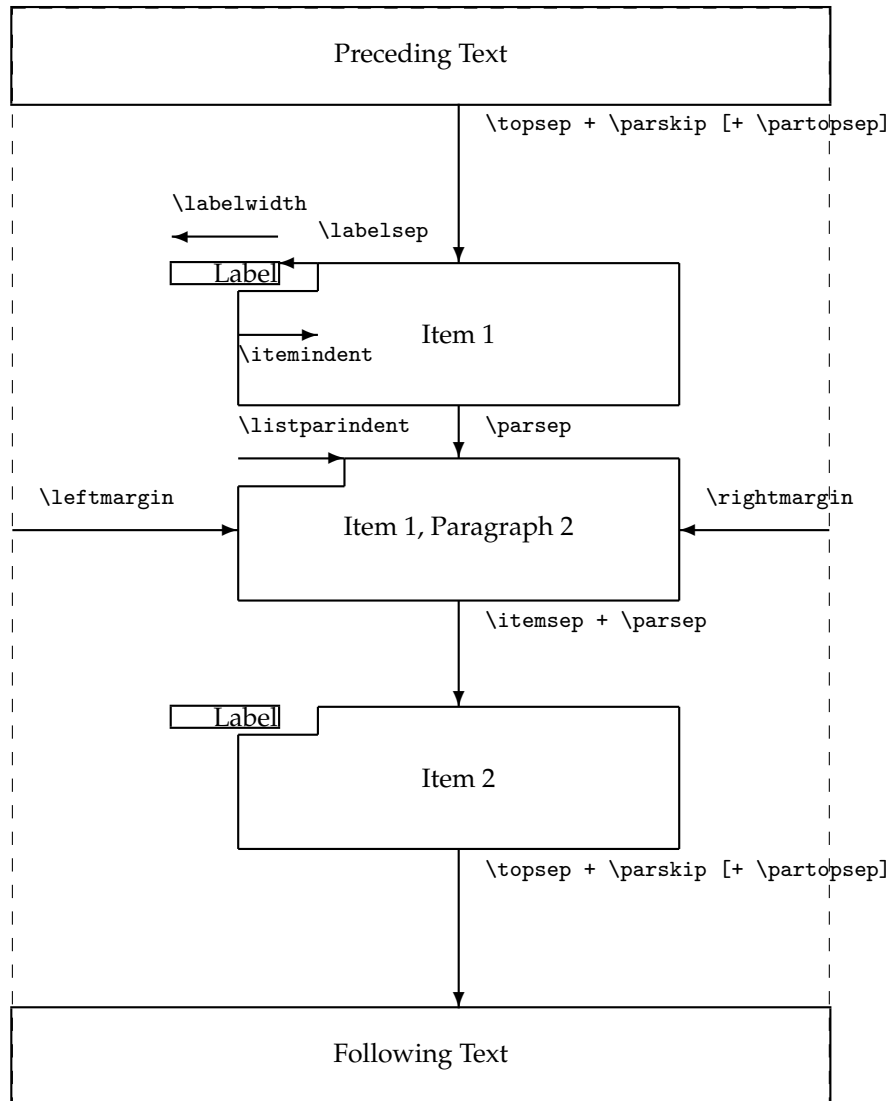 Preceding Text
\topsep + \parskip [+ \partopsep]
\labelwidth
\labelsep
Label
Item 1
\itemindent
\listparindent
\parsep
\leftmargin
Item 1, Paragraph 2
\rightmargin
\itemsep + \parsep
Label
Item 2
\topsep + \parskip [+ \partopsep]
Following Text